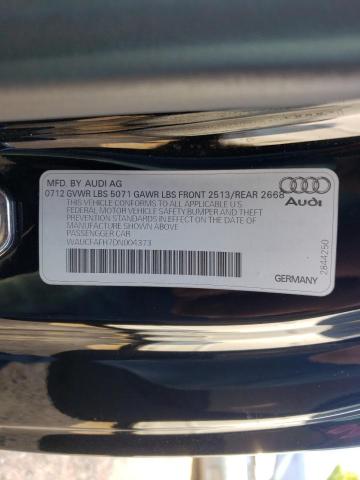 MFD. BY AUDI AG
0712 GVWR LBS 5071 GAWR LBS FRONT 2513/REAR 2668
THIS VEHICLE CONFORMS TO ALL APPLICABLE U.S.
FEDERAL MOTOR VEHICLE SAFETY BUMPER AND THEFT
PREVENTION STANDARDS IN EFFECT ON THE DATE OF
MANUFACTURE SHOWN ABOVE.
PASSENGER CAR
WAUCFAFH7DN004373
Audi
2844250
GERMANY